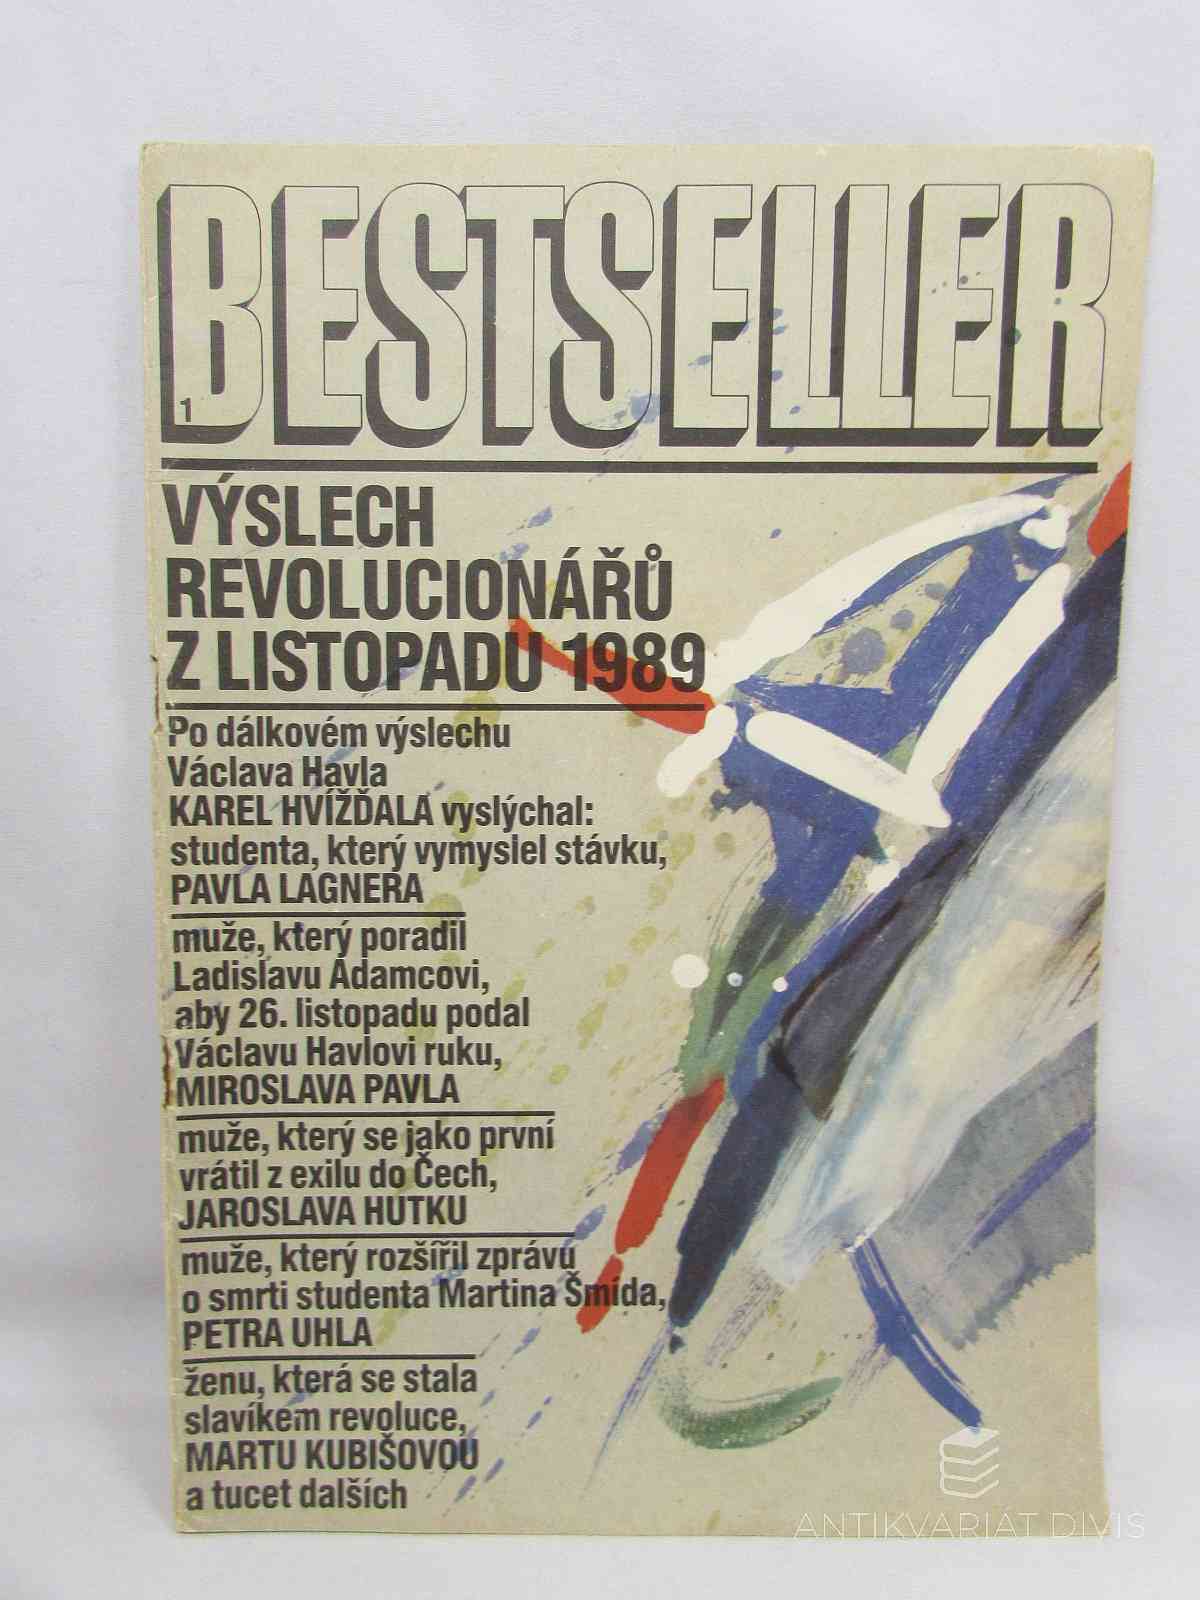 BESTSELLER
1
VÝSLECH
REVOLUCIONÁŘŮ
Z LISTOPADU 1989
Po dálkovém výslechu
Václava Havla
KAREL HVÍŽĎALA vyslýchal:
studenta, který vymyslel stávku,
PAVLA LAGNERA
muže, který poradil
Ladislavu Adamcovi,
aby 26. listopadu podal
Václavu Havlovi ruku,
MIROSLAVA PAVLA
muže, který se jako první
vrátil z exilu do Čech,
JAROSLAVA HUTKU
muže, který rozšířil zprávu
o smrti studenta Martina Šmída,
PETRA UHLA
ženu, která se stala
slavíkem revoluce,
MARTU KUBIŠOVOU
a tucet dalších
ANTIKVARIÁT DIVIŠ